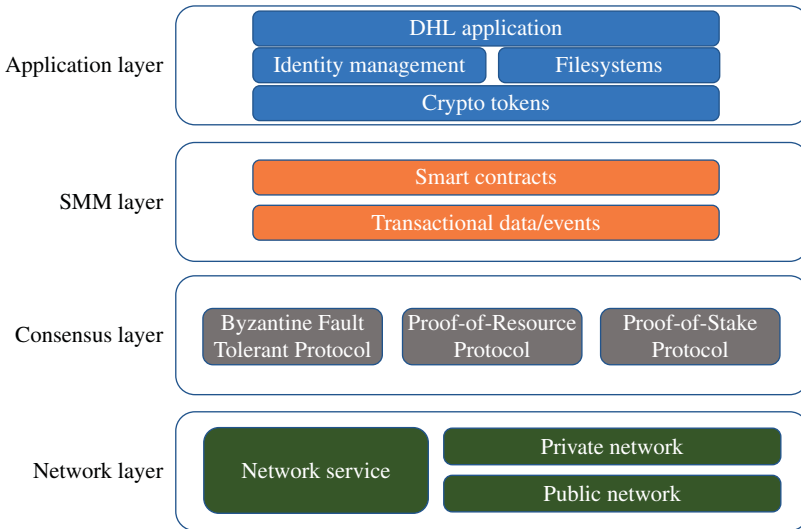 Application layer
DHL application
Identity management
Filesystems
Crypto tokens
SMM layer
Smart contracts
Transactional data/events
Consensus layer
Byzantine Fault
Tolerant Protocol
Proof-of-Resource
Protocol
Proof-of-Stake
Protocol
Network layer
Network service
Private network
Public network